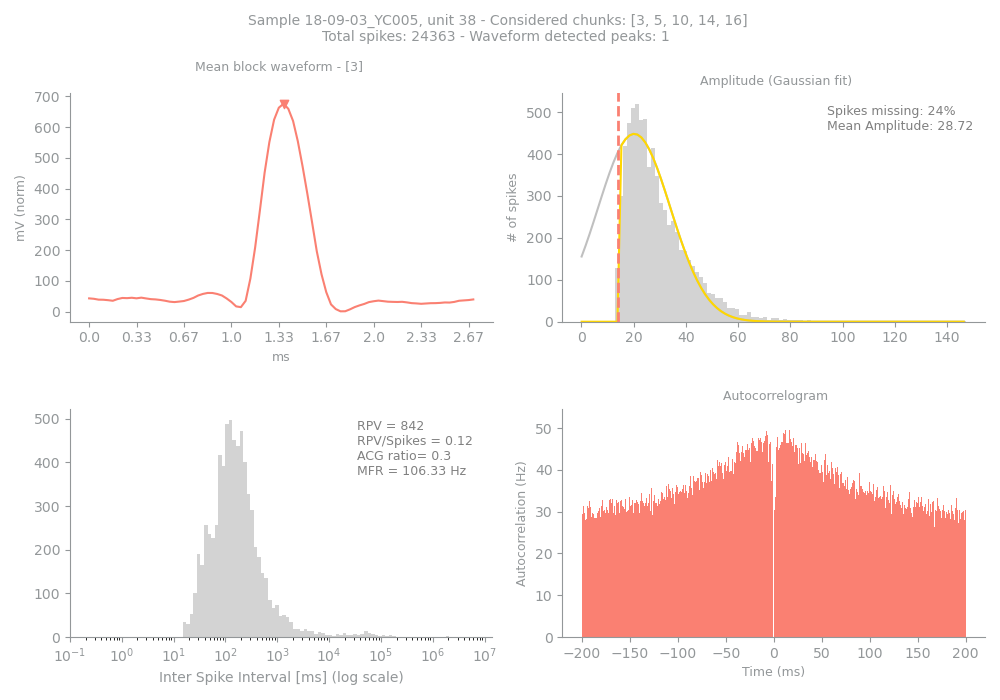 Sample 18-09-03_YC005, unit 38 - Considered chunks: [3, 5, 10, 14, 16]
Total spikes: 24363 - Waveform detected peaks: 1
Mean block waveform - [3]
mV (norm)
700
600
500
400
300
200
100
0
0.0 0.33 0.67 1.0 1.33 1.67 2.0 2.33 2.67
ms
Amplitude (Gaussian fit)
Spikes missing: 24%
Mean Amplitude: 28.72
# of spikes
500
400
300
200
100
0
0 20 40 60 80 100 120 140
RPV = 842
RPV/Spikes = 0.12
ACG ratio= 0.3
MFR = 106.33 Hz
500
400
300
200
100
0
10⁻¹ 10⁰ 10¹ 10² 10³ 10⁴ 10⁵ 10⁶ 10⁷
Inter Spike Interval [ms] (log scale)
Autocorrelogram
Autocorrelation (Hz)
50
40
30
20
10
0
−200 −150 −100 −50 0 50 100 150 200
Time (ms)